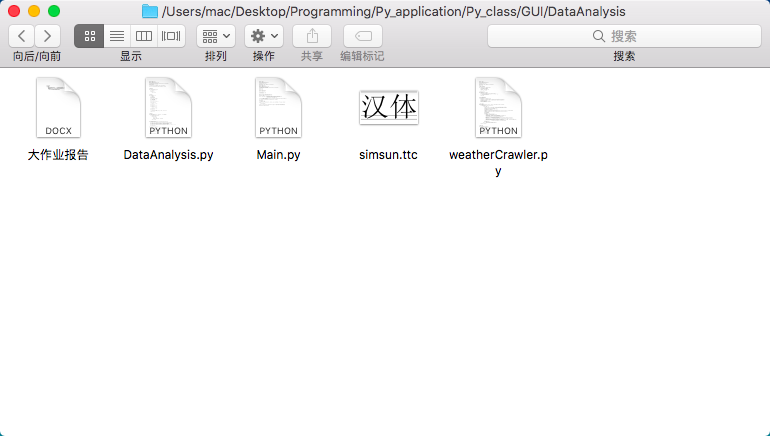 /Users/mac/Desktop/Programming/Py_application/Py_class/GUI/DataAnalysis
搜索
向后/向前
显示
排列
操作
共享
编辑标记
搜索
DOCX
PYTHON
PYTHON
汉体
PYTHON
大作业报告
DataAnalysis.py
Main.py
simsun.ttc
weatherCrawler.p
y